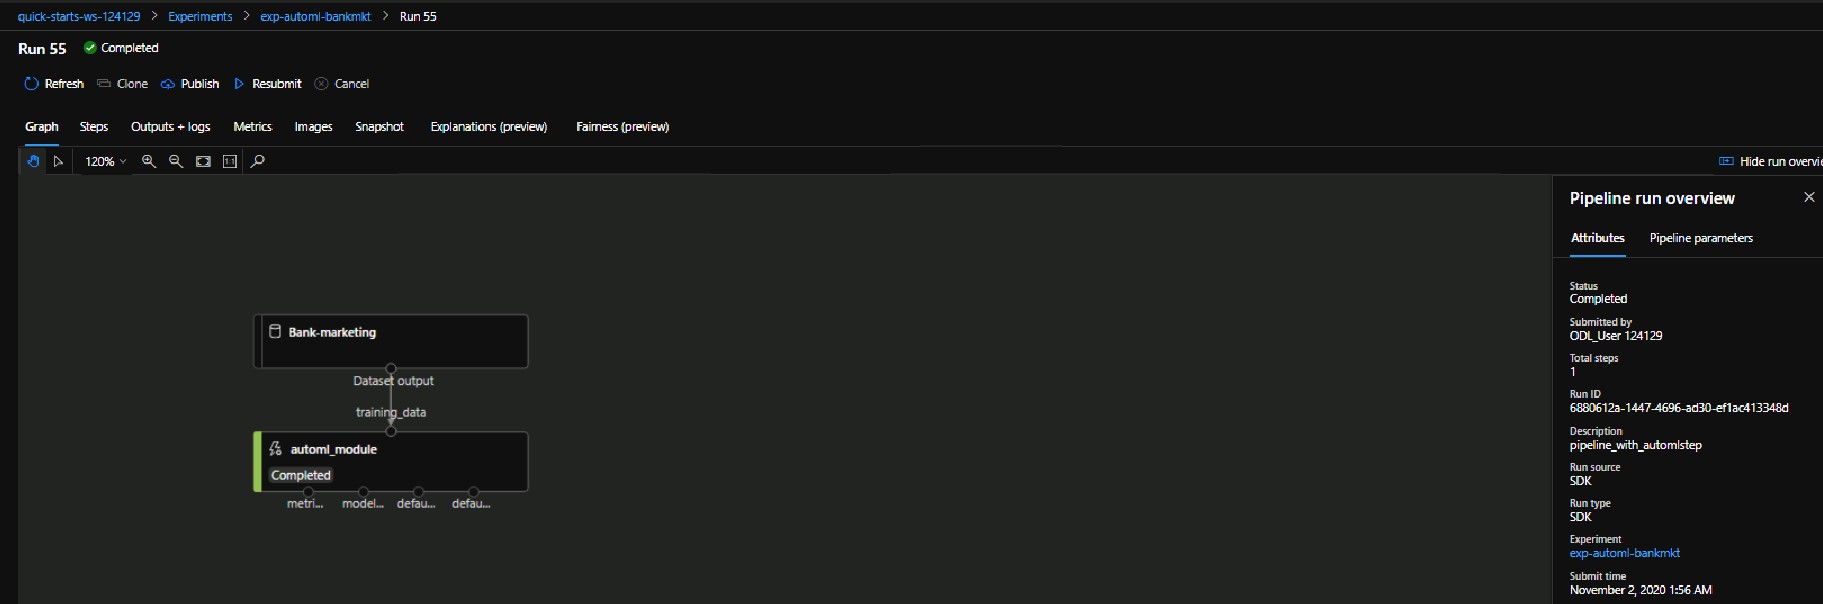 quick-starts-ws-124129 > Experiments > exp-automl-bankmkt > Run 55
Run 55 Completed
Refresh Clone Publish Resubmit Cancel
Graph Steps Outputs + logs Metrics Images Snapshot Explanations (preview) Fairness (preview)
120% 1:1 Hide run overvie
Pipeline run overview
Attributes Pipeline parameters
Status
Completed
Submitted by
ODL_User 124129
Total steps
1
Run ID
6880612a-1447-4696-ad30-ef1ac413348d
Description
pipeline_with_automlstep
Run source
SDK
Run type
SDK
Experiment
exp-automl-bankmkt
Submit time
November 2, 2020 1:56 AM
Bank-marketing
Dataset output
training_data
automl_module
Completed
metri... model... defau... defau...